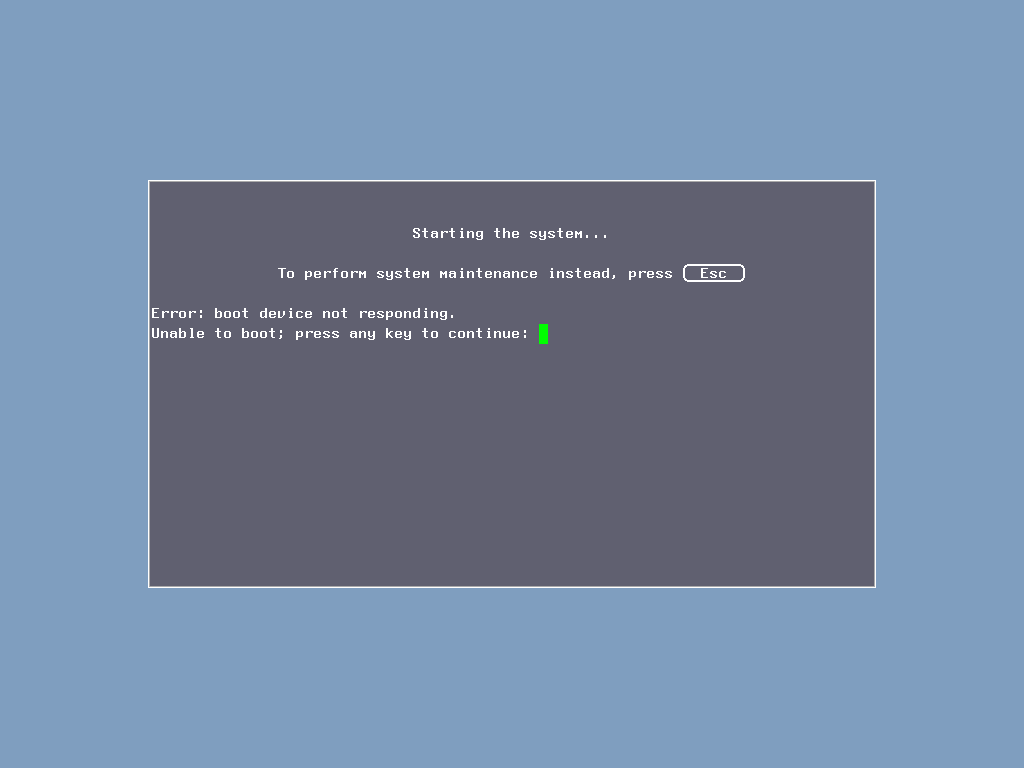 Starting the system...
To perform system maintenance instead, press Esc
Error: boot device not responding.
Unable to boot; press any key to continue: